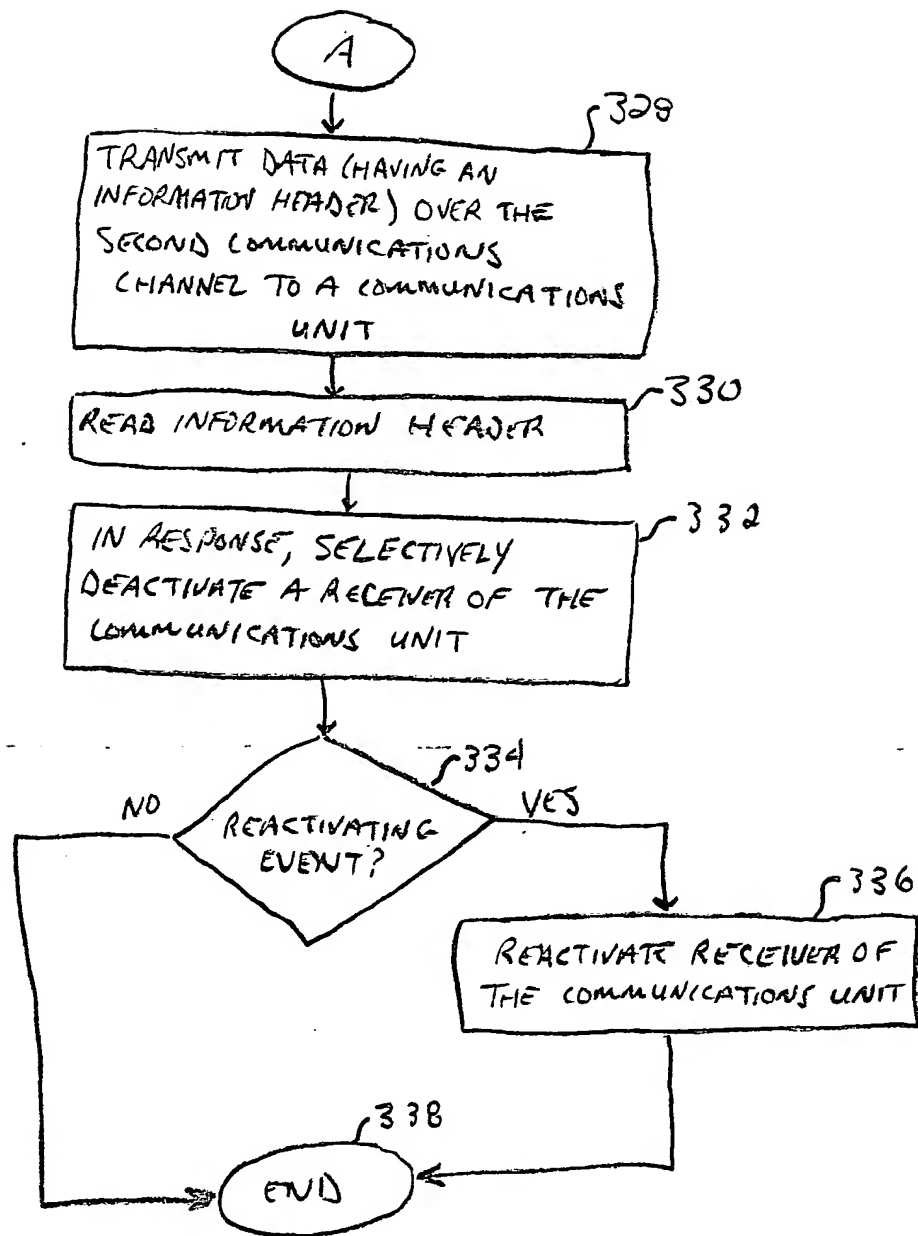 A
328
TRANSMIT DATA (HAVING AN
INFORMATION HEADER) OVER THE
SECOND COMMUNICATIONS
CHANNEL TO A COMMUNICATIONS
UNIT
330
READ INFORMATION HEADER
332
IN RESPONSE, SELECTIVELY
DEACTIVATE A RECEIVER OF THE
COMMUNICATIONS UNIT
334
NO
YES
REACTIVATING
EVENT?
336
REACTIVATE RECEIVER OF
THE COMMUNICATIONS UNIT
338
END